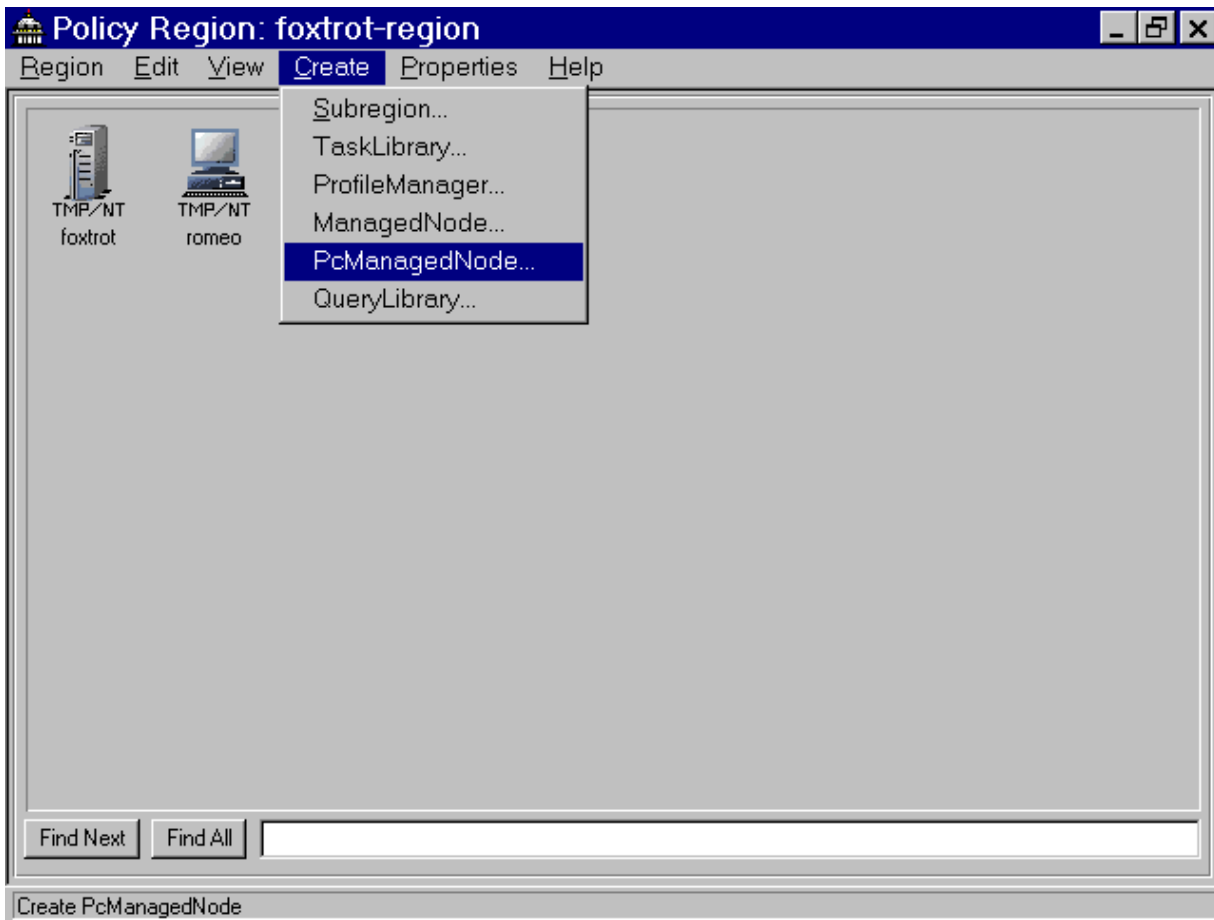 Policy Region: foxtrot-region
Region Edit View Create Properties Help
Subregion...
TaskLibrary...
ProfileManager...
ManagedNode...
PcManagedNode...
QueryLibrary...
TMP/NT TMP/NT
foxtrot romeo
Find Next Find All
Create PcManagedNode